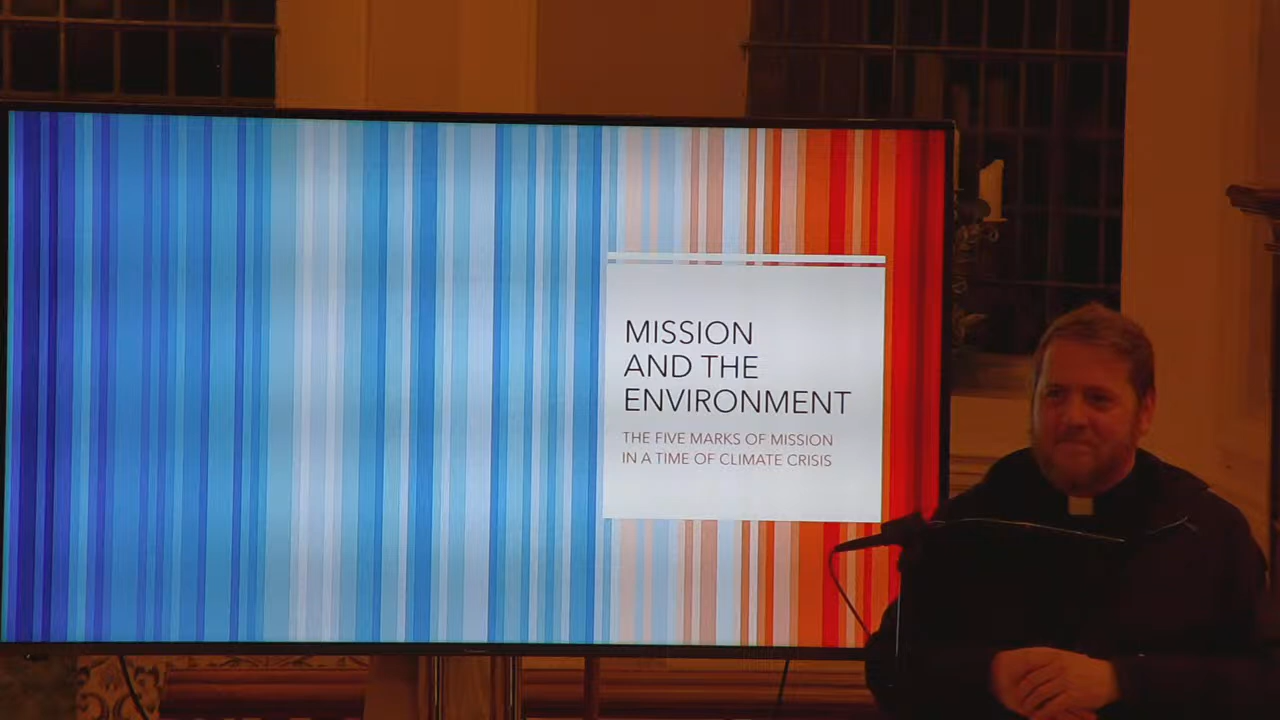 MISSION
AND THE
ENVIRONMENT
THE FIVE MARKS OF MISSION
IN A TIME OF CLIMATE CRISIS